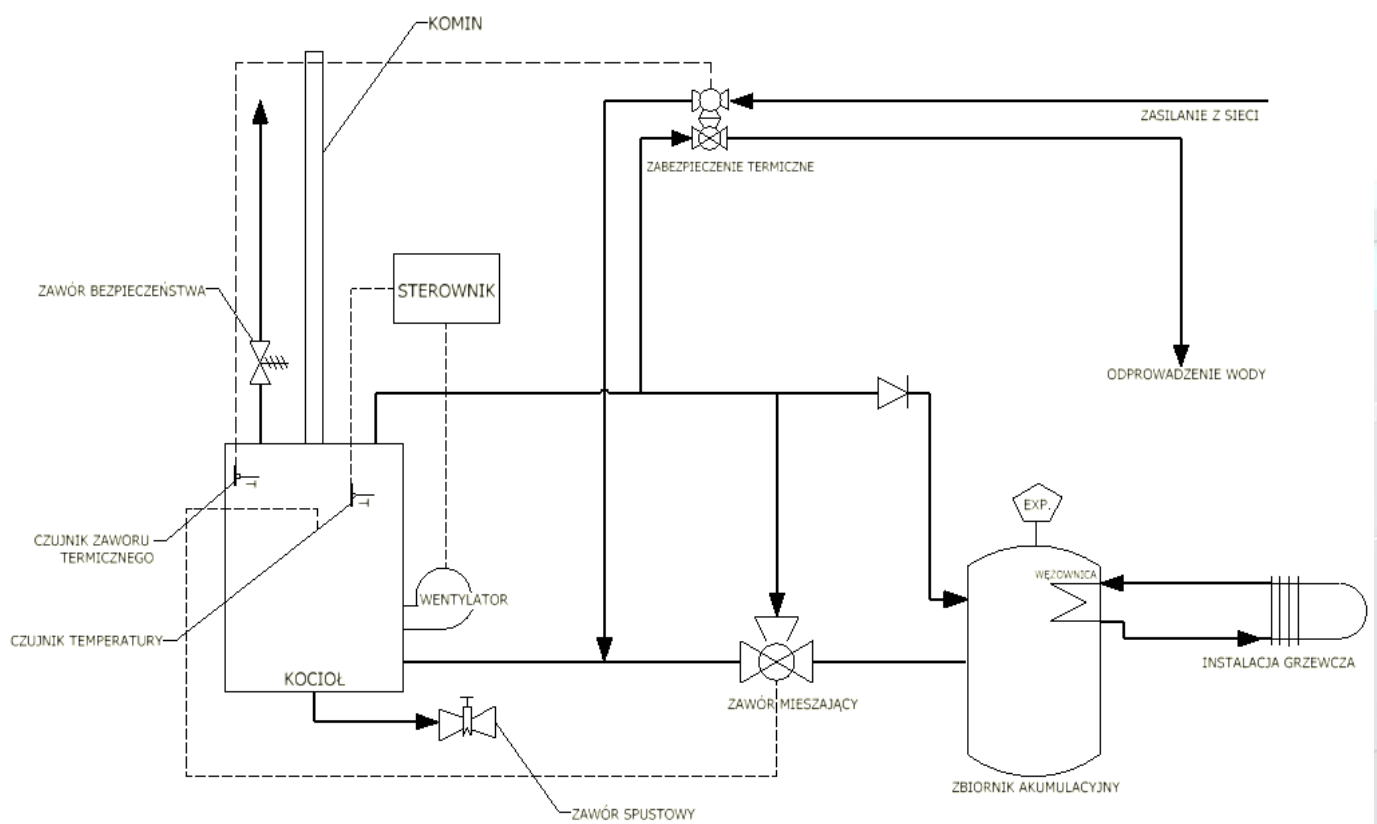 KOMIN
ZASILANIE Z SIECI
ZABEZPIECZENIE TERMICZNE
ZAWÓR BEZPIECZEŃSTWA
STEROWNIK
ODPROWADZENIE WODY
CZUJNIK ZAWORU
TERMICZNEGO
EXP.
WĘŻOWNICA
WENTYLATOR
CZUJNIK TEMPERATURY
INSTALACJA GRZEWCZA
KOCIOŁ
ZAWÓR MIESZAJĄCY
ZBIORNIK AKUMULACYJNY
ZAWÓR SPUSTOWY